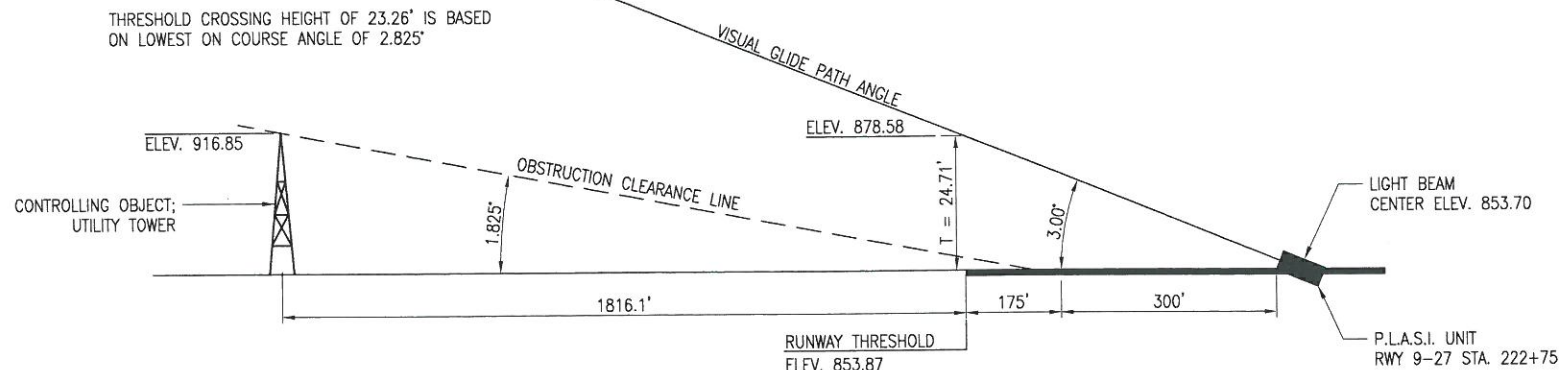 THRESHOLD CROSSING HEIGHT OF 23.26' IS BASED
ON LOWEST ON COURSE ANGLE OF 2.825°
VISUAL GLIDE PATH ANGLE
ELEV. 878.58
ELEV. 916.85
OBSTRUCTION CLEARANCE LINE
CONTROLLING OBJECT;
UTILITY TOWER
1.825°
T = 24.71'
3.00°
LIGHT BEAM
CENTER ELEV. 853.70
1816.1'
175'
300'
RUNWAY THRESHOLD
ELEV. 853.87
P.L.A.S.I. UNIT
RWY 9-27 STA. 222+75